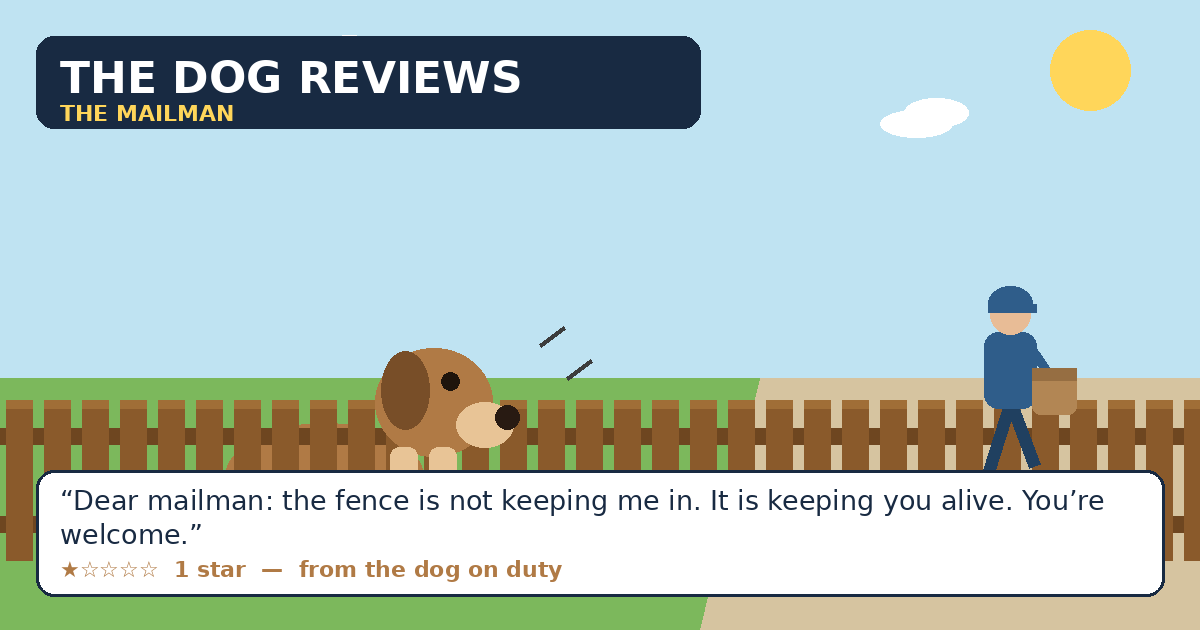 THE DOG REVIEWS
THE MAILMAN
“Dear mailman: the fence is not keeping me in. It is keeping you alive. You’re
welcome.”
★☆☆☆☆ 1 star — from the dog on duty